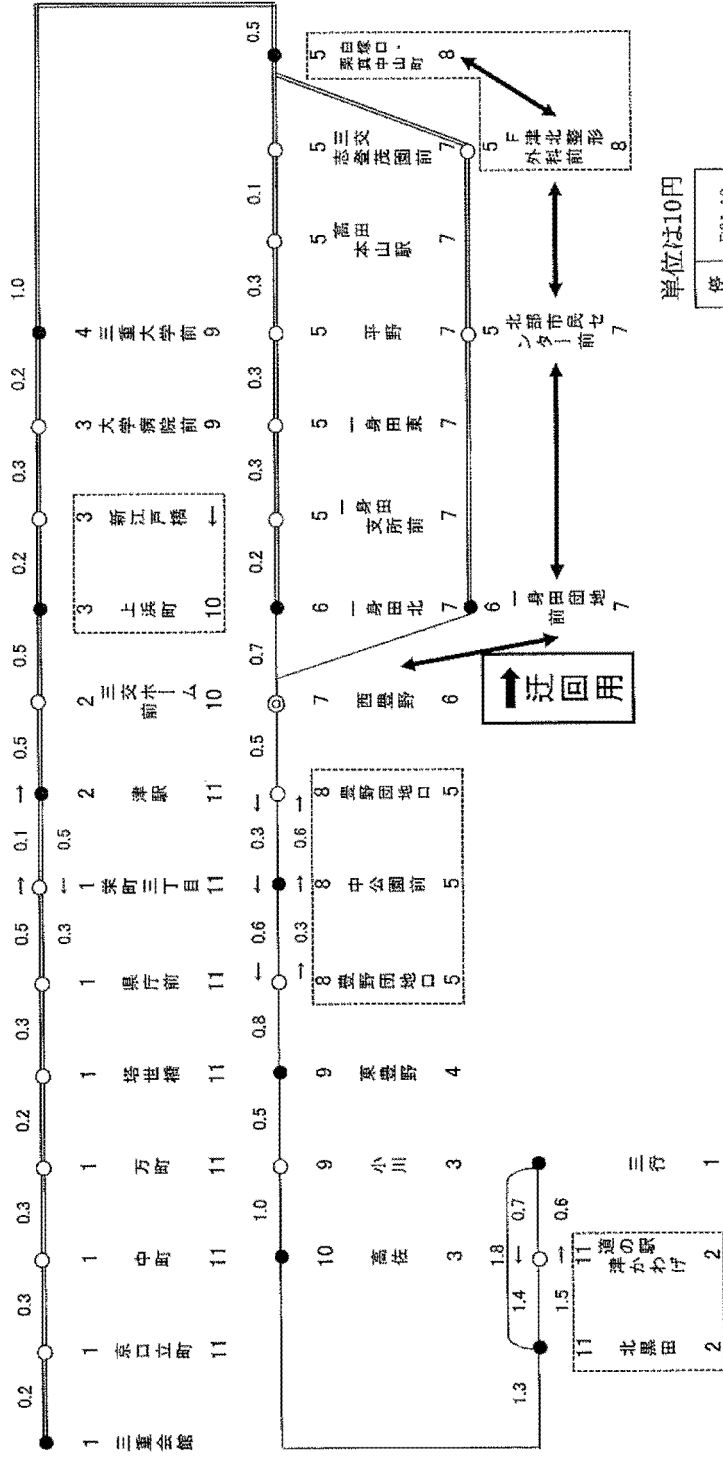 0.2 0.3 0.3 0.2 0.3 0.5 0.1 0.5 0.5 0.2 0.3 0.2 1.0
0.3 0.5
→ →
←
1 1 1 1 1 1 1 2 2 3 3 3 4
三重会館
京口立町
中町
万町
塔世橋
県庁前
栄町三丁目
津駅
三交ホーム
前
上浜町
新江戸橋
大学病院前
三重大学前
11 11 11 11 11 11 11 10 10 ← 9 9
1.0 0.5 0.8 0.6 0.3 0.5 0.7 0.2 0.3 0.3 0.3 0.1 0.5
0.3 0.6
← ← ←
→ → →
10 9 9 8 8 8 7 6 5 5 5 5 5 5
高佐
小川
東豊野
豊野団地口
中公園前
豊野団地口
西豊野
一身田北
一身田
支所前
一身田東
平野
高田
本山駅
三交
志登茂園前
白塚口・
栗真中山町
3 3 4 5 5 5 6 7 7 7 7 7 7 8
6 5 5
一身田団地
前
北部市民セ
ンター前
F津北整形
外科前
7 7 8
➡
迂回用
1.3 1.4 1.8 0.7
1.5 0.6
←
→
11 11
北黒田
道の駅
津かわげ
三行
2 2 1
単位は10円
停